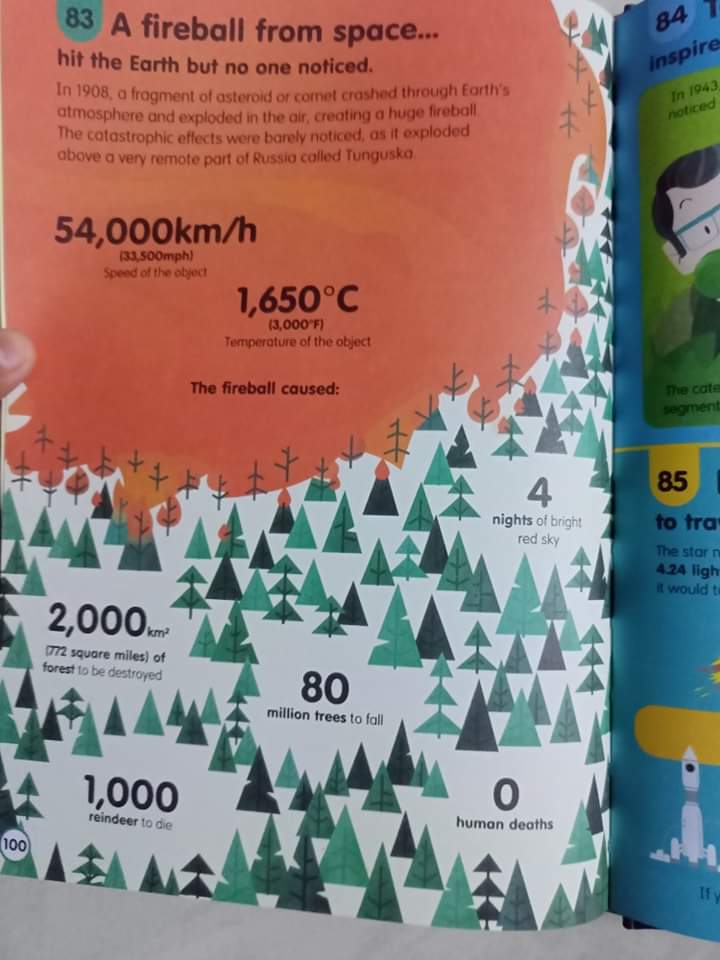 83 A fireball from space...
hit the Earth but no one noticed.
In 1908, a fragment of asteroid or comet crashed through Earth's
atmosphere and exploded in the air, creating a huge fireball.
The catastrophic effects were barely noticed, as it exploded
above a very remote part of Russia called Tunguska.
54,000km/h
(33,500mph)
Speed of the object
1,650°C
(3,000°F)
Temperature of the object
The fireball caused:
4
nights of bright
red sky
2,000km²
(772 square miles) of
forest to be destroyed
80
million trees to fall
1,000
reindeer to die
0
human deaths
100
84
inspire
In 1943
noticed
The cate
segment
85
to tra
The star n
4.24 ligh
it would t
If y